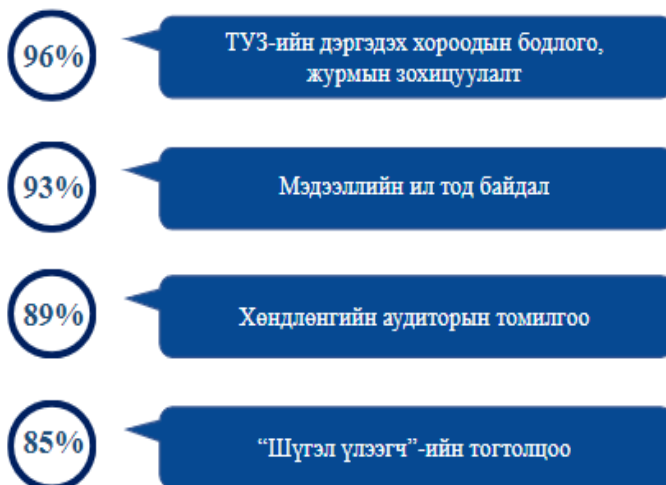 96%
ТУЗ-ийн дэргэдэх хороодын бодлого,
журмын зохицуулалт
93%
Мэдээллийн ил тод байдал
89%
Хөндлөнгийн аудиторын томилгоо
85%
“Шүгэл үлээгч”-ийн тогтолцоо